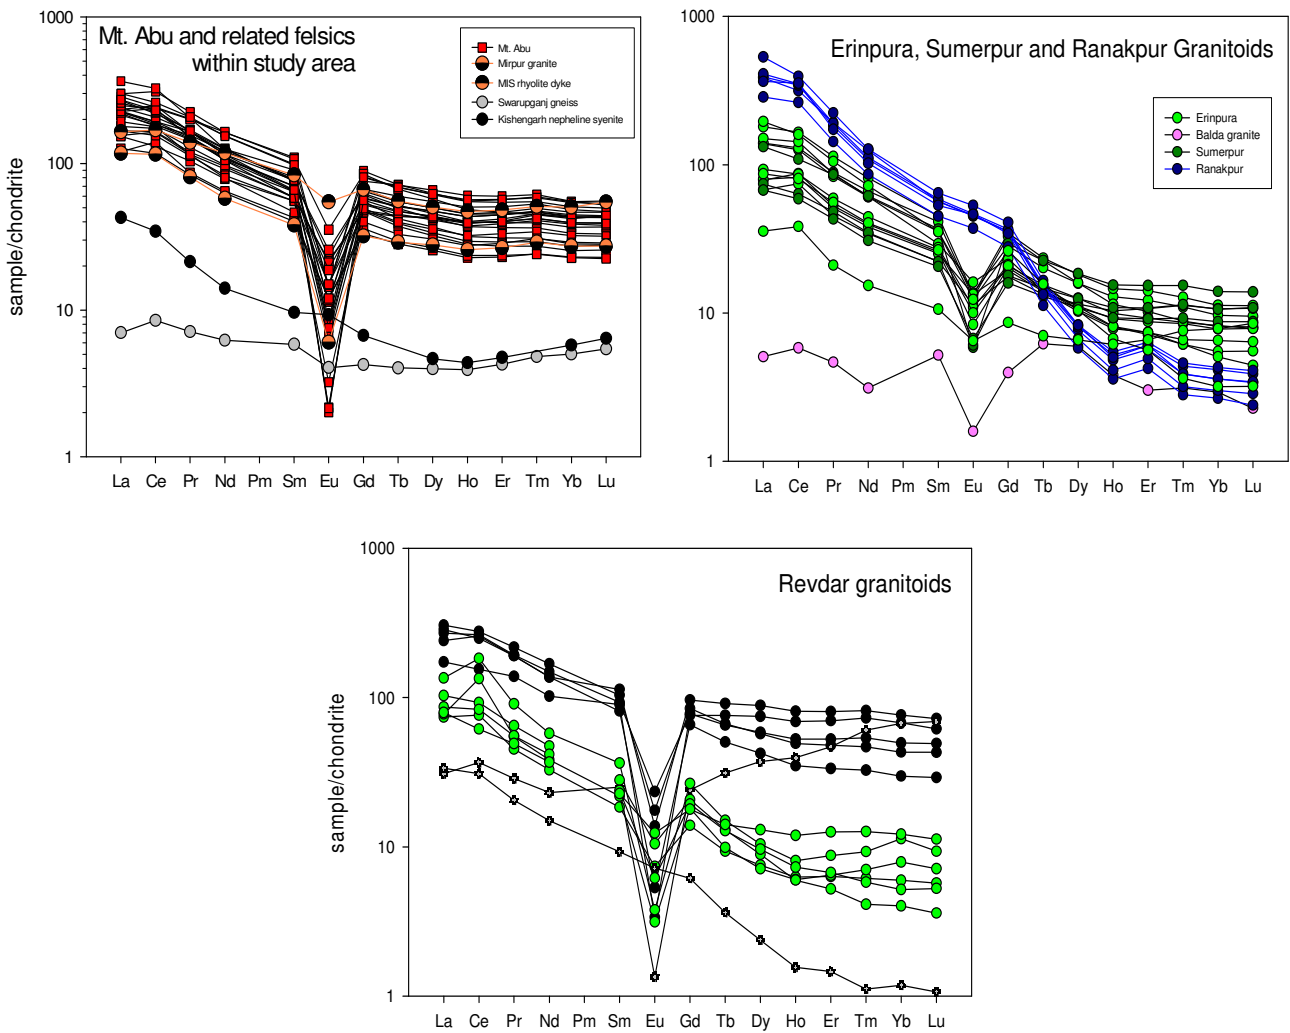 Mt. Abu and related felsics
within study area
Mt. Abu
Mirpur granite
MIS rhyolite dyke
Swarupganj gneiss
Kishengarh nepheline syenite
1000
100
10
1
sample/chondrite
La Ce Pr Nd Pm Sm Eu Gd Tb Dy Ho Er Tm Yb Lu
Erinpura, Sumerpur and Ranakpur Granitoids
Erinpura
Balda granite
Sumerpur
Ranakpur
1000
100
10
1
La Ce Pr Nd Pm Sm Eu Gd Tb Dy Ho Er Tm Yb Lu
Revdar granitoids
1000
100
10
1
sample/chondrite
La Ce Pr Nd Pm Sm Eu Gd Tb Dy Ho Er Tm Yb Lu